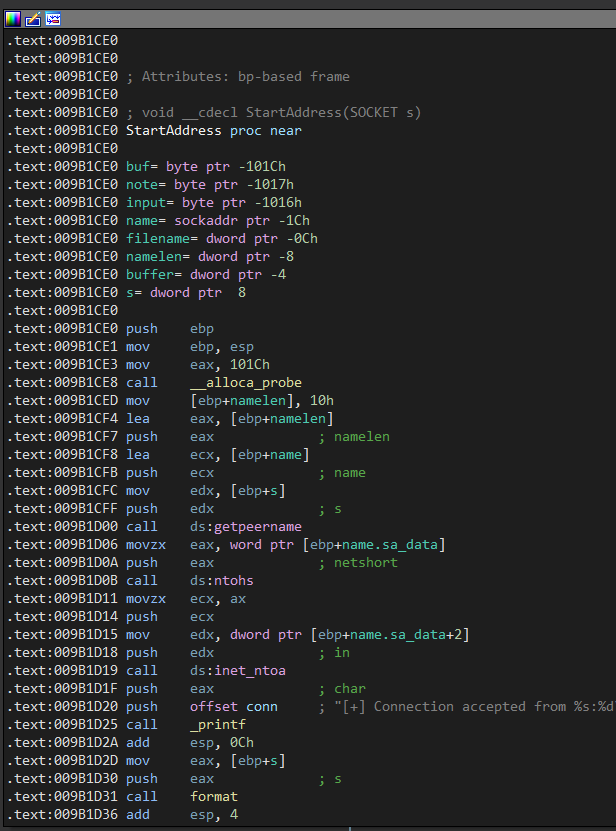 .text:009B1CE0
.text:009B1CE0
.text:009B1CE0 ; Attributes: bp-based frame
.text:009B1CE0
.text:009B1CE0 ; void __cdecl StartAddress(SOCKET s)
.text:009B1CE0 StartAddress proc near
.text:009B1CE0
.text:009B1CE0 buf= byte ptr -101Ch
.text:009B1CE0 note= byte ptr -1017h
.text:009B1CE0 input= byte ptr -1016h
.text:009B1CE0 name= sockaddr ptr -1Ch
.text:009B1CE0 filename= dword ptr -0Ch
.text:009B1CE0 namelen= dword ptr -8
.text:009B1CE0 buffer= dword ptr -4
.text:009B1CE0 s= dword ptr  8
.text:009B1CE0
.text:009B1CE0 push    ebp
.text:009B1CE1 mov     ebp, esp
.text:009B1CE3 mov     eax, 101Ch
.text:009B1CE8 call    __alloca_probe
.text:009B1CED mov     [ebp+namelen], 10h
.text:009B1CF4 lea     eax, [ebp+namelen]
.text:009B1CF7 push    eax             ; namelen
.text:009B1CF8 lea     ecx, [ebp+name]
.text:009B1CFB push    ecx             ; name
.text:009B1CFC mov     edx, [ebp+s]
.text:009B1CFF push    edx             ; s
.text:009B1D00 call    ds:getpeername
.text:009B1D06 movzx   eax, word ptr [ebp+name.sa_data]
.text:009B1D0A push    eax             ; netshort
.text:009B1D0B call    ds:ntohs
.text:009B1D11 movzx   ecx, ax
.text:009B1D14 push    ecx
.text:009B1D15 mov     edx, dword ptr [ebp+name.sa_data+2]
.text:009B1D18 push    edx             ; in
.text:009B1D19 call    ds:inet_ntoa
.text:009B1D1F push    eax             ; char
.text:009B1D20 push    offset conn     ; "[+] Connection accepted from %s:%d
.text:009B1D25 call    _printf
.text:009B1D2A add     esp, 0Ch
.text:009B1D2D mov     eax, [ebp+s]
.text:009B1D30 push    eax             ; s
.text:009B1D31 call    format
.text:009B1D36 add     esp, 4